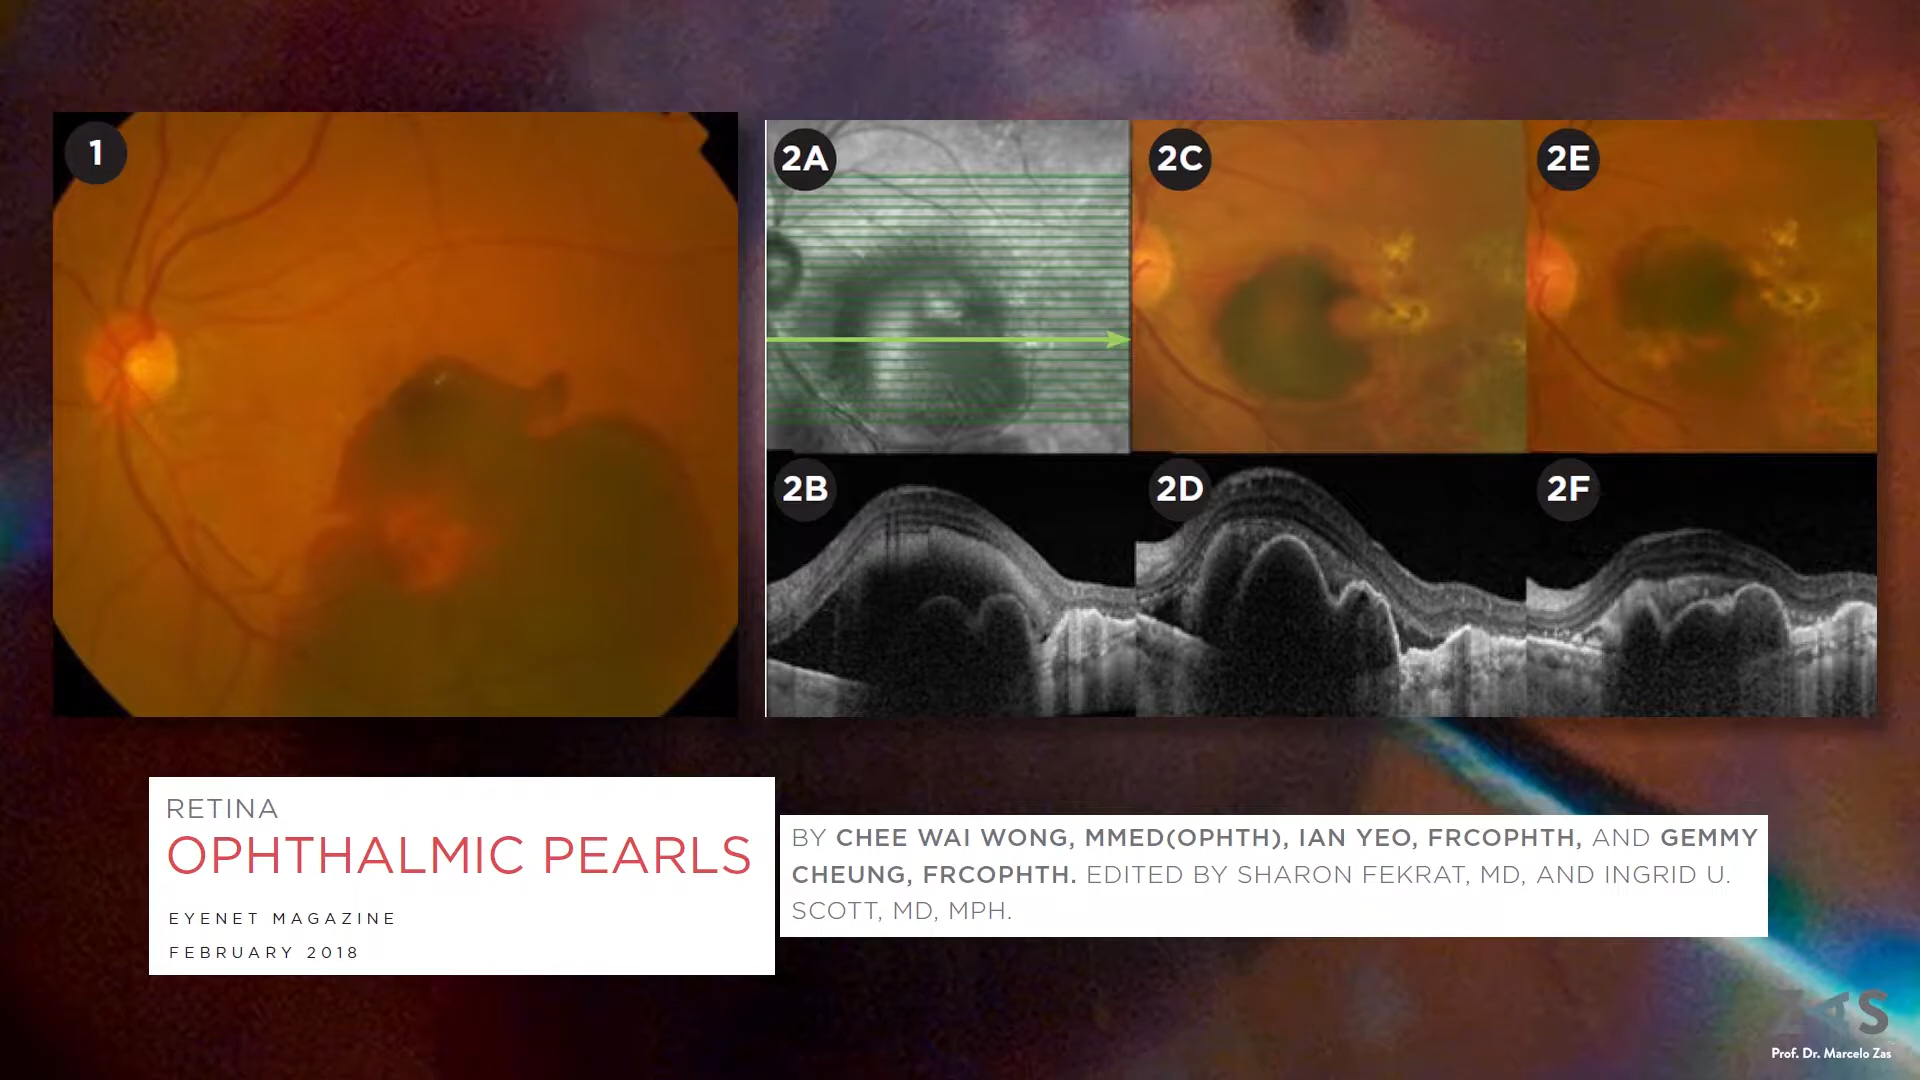 1
2A
2C
2E
2B
2D
2F
RETINA
OPHTHALMIC PEARLS
EYENET MAGAZINE
FEBRUARY 2018
BY CHEE WAI WONG, MMED(OPHTH), IAN YEO, FRCOPHTH, AND GEMMY
CHEUNG, FRCOPHTH. EDITED BY SHARON FEKRAT, MD, AND INGRID U.
SCOTT, MD, MPH.
ZAS
Prof. Dr. Marcelo Zas